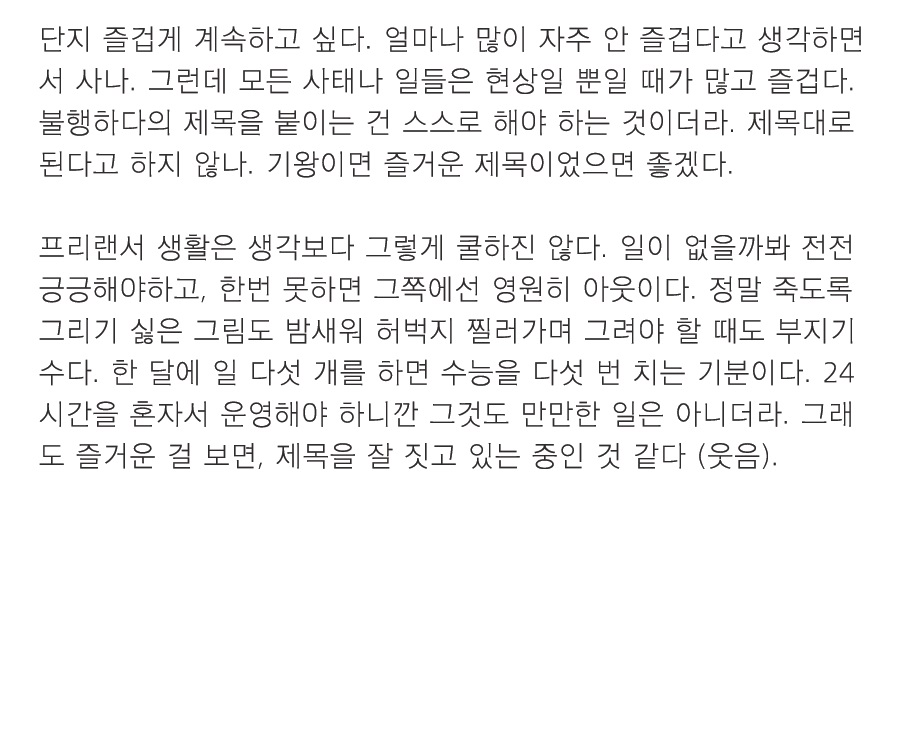 단지 즐겁게 계속하고 싶다. 얼마나 많이 자주 안 즐겁다고 생각하면
서 사나. 그런데 모든 사태나 일들은 현상일 뿐일 때가 많고 즐겁다.
불행하다의 제목을 붙이는 건 스스로 해야 하는 것이더라. 제목대로
된다고 하지 않나. 기왕이면 즐거운 제목이었으면 좋겠다.
프리랜서 생활은 생각보다 그렇게 쿨하진 않다. 일이 없을까봐 전전
긍긍해야하고, 한번 못하면 그쪽에선 영원히 아웃이다. 정말 죽도록
그리기 싫은 그림도 밤새워 허벅지 찔러가며 그려야 할 때도 부지기
수다. 한 달에 일 다섯 개를 하면 수능을 다섯 번 치는 기분이다. 24
시간을 혼자서 운영해야 하니깐 그것도 만만한 일은 아니더라. 그래
도 즐거운 걸 보면, 제목을 잘 짓고 있는 중인 것 같다 (웃음).